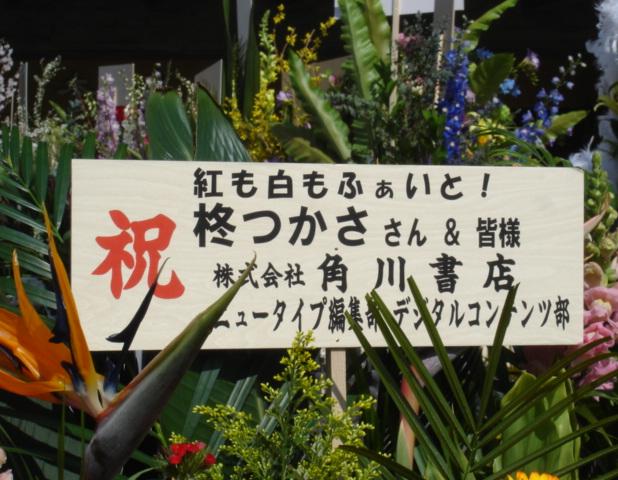 祝
紅も白もふぁいと！
柊つかささん & 皆様
株式会社 角川書店
ニュータイプ編集部 デジタルコンテンツ部